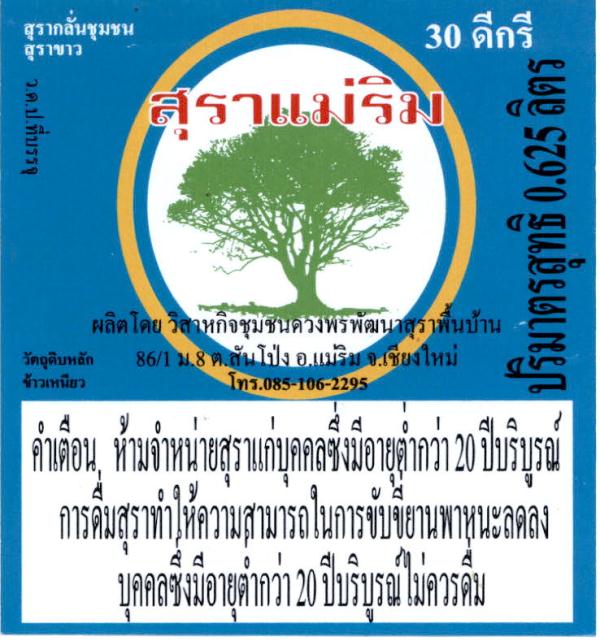 สุรากลั่นชุมชน
สุราขาว
30 ดีกรี
ว.ด.ป.ที่บรรจุ
สุราแม่ริม
ปริมาตรสุทธิ 0.625 ลิตร
ผลิตโดย วิสาหกิจชุมชนดวงพรพัฒนาสุราพื้นบ้าน
86/1 ม.8 ต.สันโป่ง อ.แม่ริม จ.เชียงใหม่
โทร.085-106-2295
วัตถุดิบหลัก
ข้าวเหนียว
คำเตือน ห้ามจำหน่ายสุราแก่บุคคลซึ่งมีอายุต่ำกว่า 20 ปีบริบูรณ์
การดื่มสุราทำให้ความสามารถในการขับขี่ยานพาหนะลดลง
บุคคลซึ่งมีอายุต่ำกว่า 20 ปีบริบูรณ์ไม่ควรดื่ม